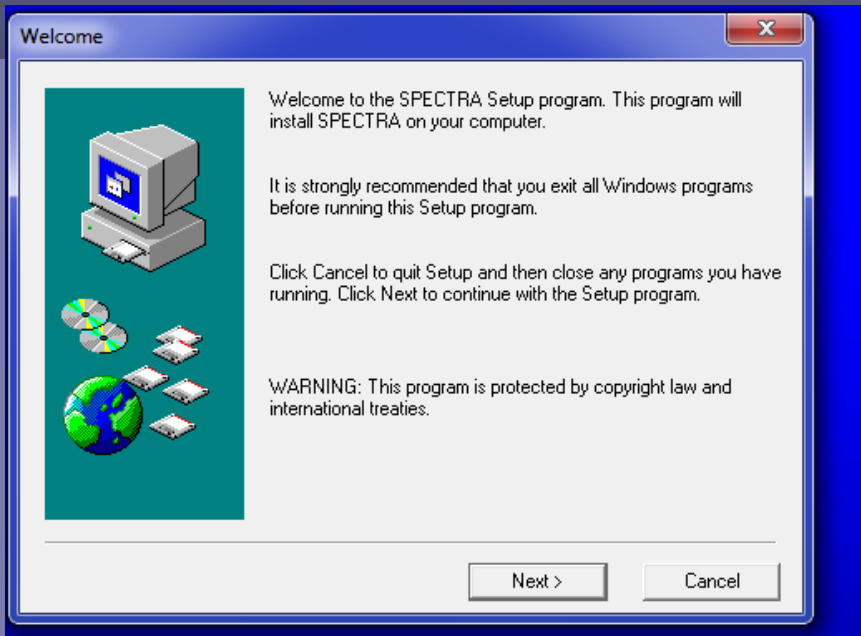 Welcome
Welcome to the SPECTRA Setup program. This program will
install SPECTRA on your computer.
It is strongly recommended that you exit all Windows programs
before running this Setup program.
Click Cancel to quit Setup and then close any programs you have
running. Click Next to continue with the Setup program.
WARNING: This program is protected by copyright law and
international treaties.
Next >
Cancel